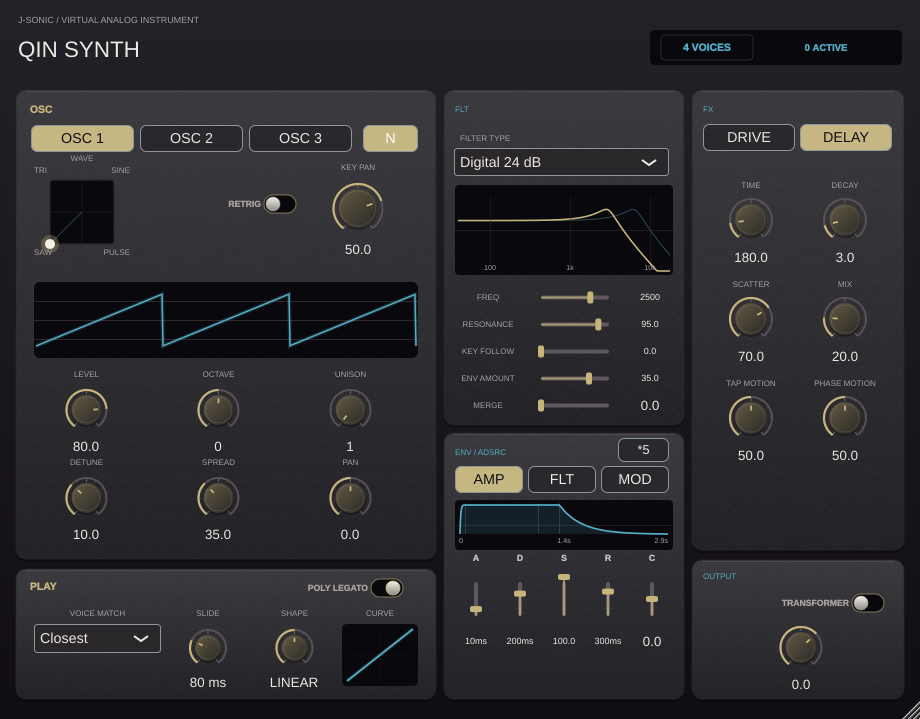 J-SONIC / VIRTUAL ANALOG INSTRUMENT
QIN SYNTH
4 VOICES
0 ACTIVE
OSC
OSC 1
OSC 2
OSC 3
N
WAVE
TRI
SINE
SAW
PULSE
RETRIG
KEY PAN
50.0
LEVEL
OCTAVE
UNISON
80.0
0
1
DETUNE
SPREAD
PAN
10.0
35.0
0.0
PLAY
POLY LEGATO
VOICE MATCH
SLIDE
SHAPE
CURVE
Closest
80 ms
LINEAR
FLT
FILTER TYPE
Digital 24 dB
100
1k
10k
FREQ
2500
RESONANCE
95.0
KEY FOLLOW
0.0
ENV AMOUNT
35.0
MERGE
0.0
ENV / ADSRC
*5
AMP
FLT
MOD
0
1.4s
2.9s
A
D
S
R
C
10ms
200ms
100.0
300ms
0.0
FX
DRIVE
DELAY
TIME
DECAY
180.0
3.0
SCATTER
MIX
70.0
20.0
TAP MOTION
PHASE MOTION
50.0
50.0
OUTPUT
TRANSFORMER
0.0